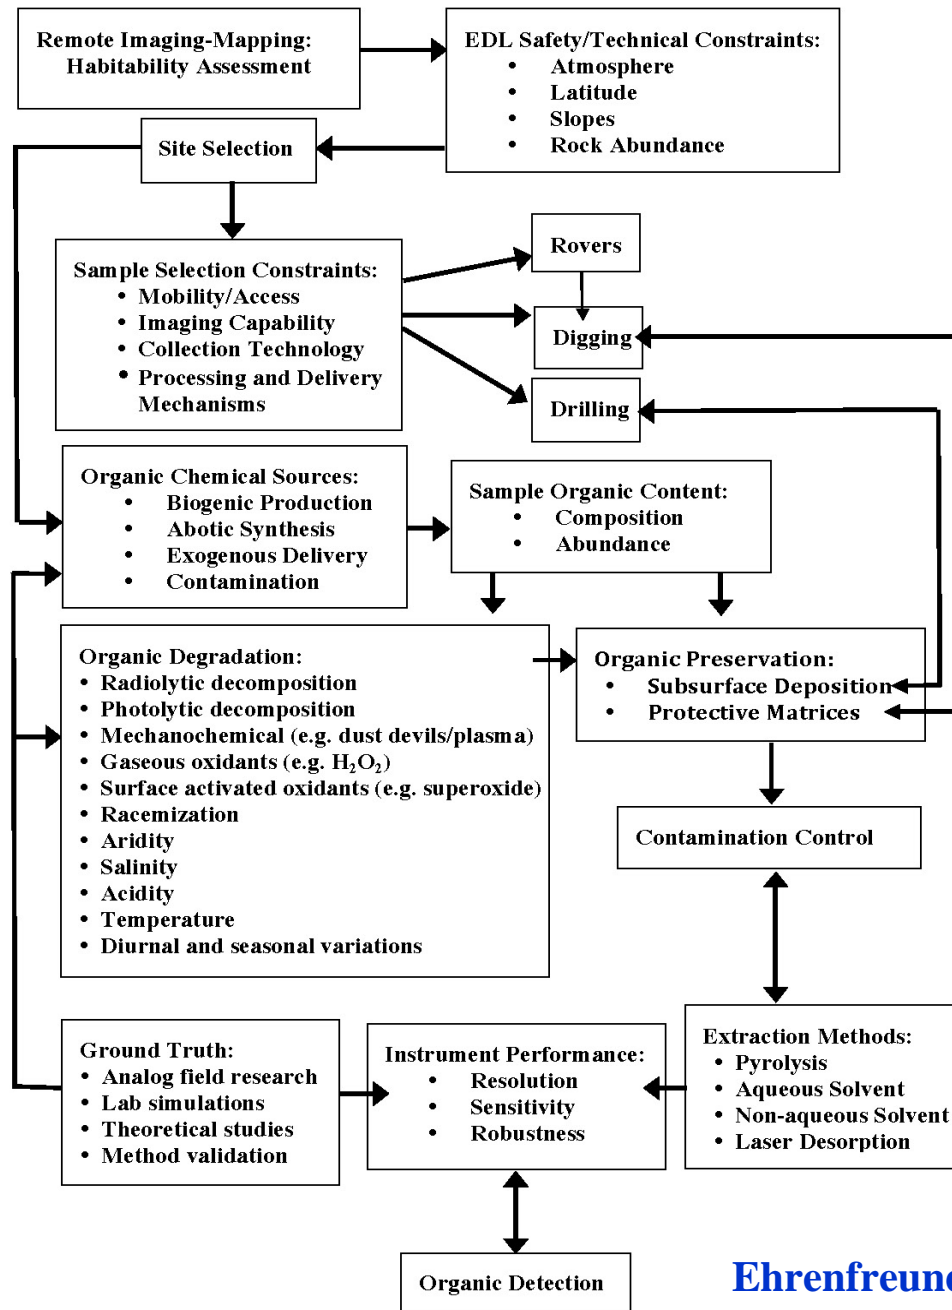 Remote Imaging-Mapping:
Habitability Assessment
EDL Safety/Technical Constraints:
• Atmosphere
• Latitude
• Slopes
• Rock Abundance
Site Selection
Sample Selection Constraints:
• Mobility/Access
• Imaging Capability
• Collection Technology
• Processing and Delivery
Mechanisms
Rovers
Digging
Drilling
Organic Chemical Sources:
• Biogenic Production
• Abotic Synthesis
• Exogenous Delivery
• Contamination
Sample Organic Content:
• Composition
• Abundance
Organic Degradation:
• Radiolytic decomposition
• Photolytic decomposition
• Mechanochemical (e.g. dust devils/plasma)
• Gaseous oxidants (e.g. H₂O₂)
• Surface activated oxidants (e.g. superoxide)
• Racemization
• Aridity
• Salinity
• Acidity
• Temperature
• Diurnal and seasonal variations
Organic Preservation:
• Subsurface Deposition
• Protective Matrices
Contamination Control
Ground Truth:
• Analog field research
• Lab simulations
• Theoretical studies
• Method validation
Instrument Performance:
• Resolution
• Sensitivity
• Robustness
Extraction Methods:
• Pyrolysis
• Aqueous Solvent
• Non-aqueous Solvent
• Laser Desorption
Organic Detection